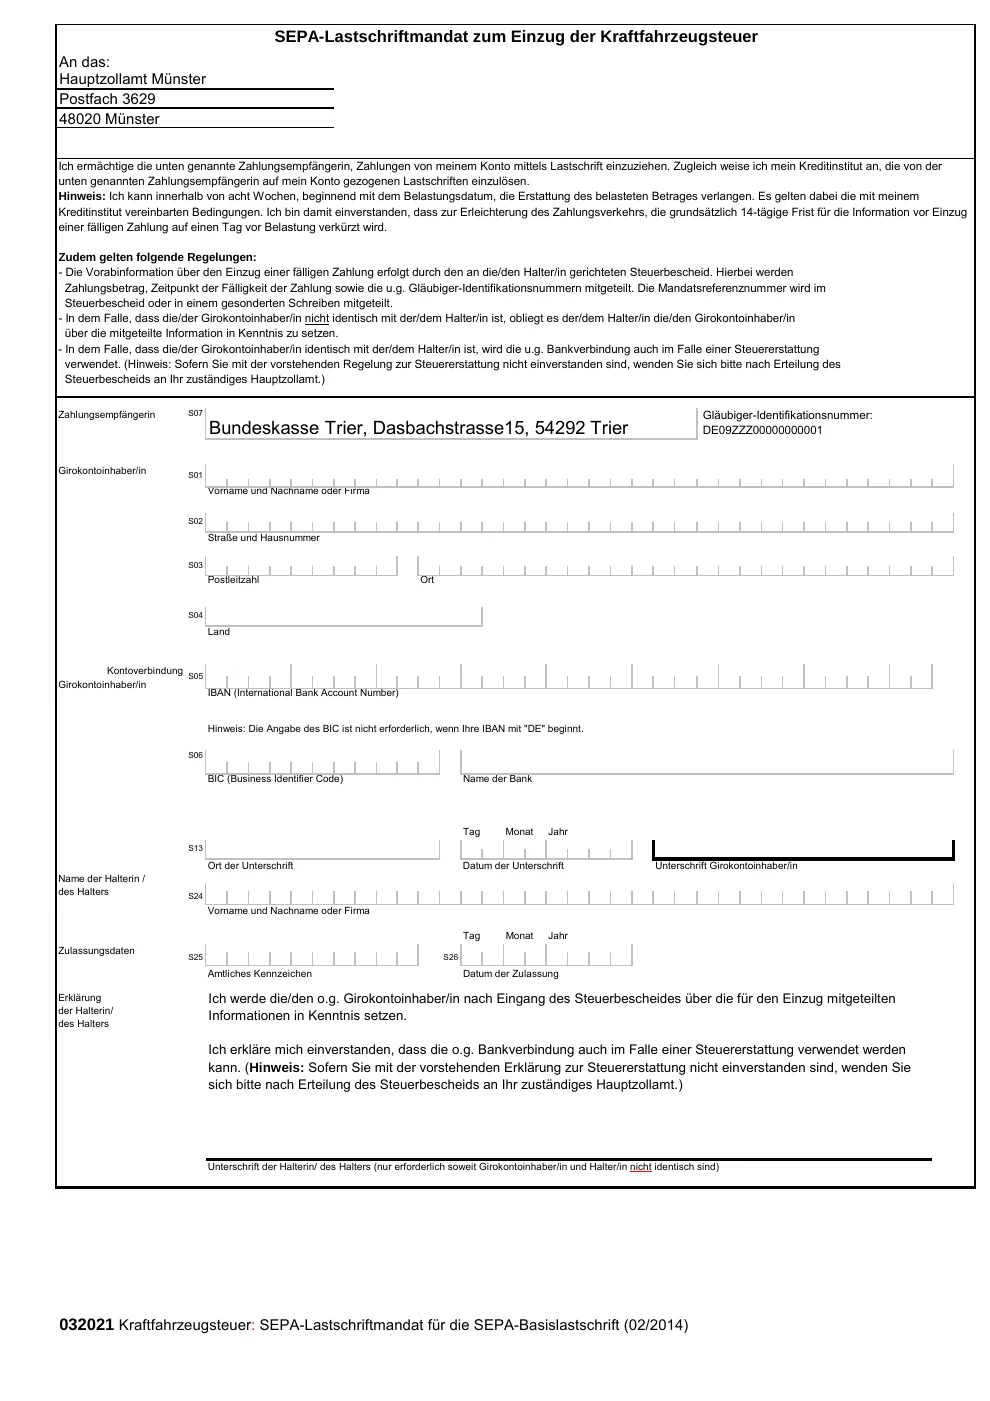 SEPA-Lastschriftmandat zum Einzug der Kraftfahrzeugsteuer
An das:
Hauptzollamt Münster
Postfach 3629
48020 Münster
Ich ermächtige die unten genannte Zahlungsempfängerin, Zahlungen von meinem Konto mittels Lastschrift einzuziehen. Zugleich weise ich mein Kreditinstitut an, die von der
unten genannten Zahlungsempfängerin auf mein Konto gezogenen Lastschriften einzulösen.
Hinweis: Ich kann innerhalb von acht Wochen, beginnend mit dem Belastungsdatum, die Erstattung des belasteten Betrages verlangen. Es gelten dabei die mit meinem
Kreditinstitut vereinbarten Bedingungen. Ich bin damit einverstanden, dass zur Erleichterung des Zahlungsverkehrs, die grundsätzlich 14-tägige Frist für die Information vor Einzug
einer fälligen Zahlung auf einen Tag vor Belastung verkürzt wird.
Zudem gelten folgende Regelungen:
- Die Vorabinformation über den Einzug einer fälligen Zahlung erfolgt durch den an die/den Halter/in gerichteten Steuerbescheid. Hierbei werden
Zahlungsbetrag, Zeitpunkt der Fälligkeit der Zahlung sowie die u.g. Gläubiger-Identifikationsnummern mitgeteilt. Die Mandatsreferenznummer wird im
Steuerbescheid oder in einem gesonderten Schreiben mitgeteilt.
- In dem Falle, dass die/der Girokontoinhaber/in nicht identisch mit der/dem Halter/in ist, obliegt es der/dem Halter/in die/den Girokontoinhaber/in
über die mitgeteilte Information in Kenntnis zu setzen.
- In dem Falle, dass die/der Girokontoinhaber/in identisch mit der/dem Halter/in ist, wird die u.g. Bankverbindung auch im Falle einer Steuererstattung
verwendet. (Hinweis: Sofern Sie mit der vorstehenden Regelung zur Steuererstattung nicht einverstanden sind, wenden Sie sich bitte nach Erteilung des
Steuerbescheids an Ihr zuständiges Hauptzollamt.)
Zahlungsempfängerin S07 Bundeskasse Trier, Dasbachstrasse15, 54292 Trier Gläubiger-Identifikationsnummer:
DE09ZZZ00000000001
Girokontoinhaber/in S01
Vorname und Nachname oder Firma
S02
Straße und Hausnummer
S03
Postleitzahl Ort
S04
Land
Kontoverbindung
Girokontoinhaber/in S05
IBAN (International Bank Account Number)
Hinweis: Die Angabe des BIC ist nicht erforderlich, wenn Ihre IBAN mit "DE" beginnt.
S06
BIC (Business Identifier Code) Name der Bank
Tag Monat Jahr
S13
Ort der Unterschrift Datum der Unterschrift Unterschrift Girokontoinhaber/in
Name der Halterin /
des Halters S24
Vorname und Nachname oder Firma
Tag Monat Jahr
Zulassungsdaten S25 S26
Amtliches Kennzeichen Datum der Zulassung
Erklärung
der Halterin/
des Halters
Ich werde die/den o.g. Girokontoinhaber/in nach Eingang des Steuerbescheides über die für den Einzug mitgeteilten
Informationen in Kenntnis setzen.
Ich erkläre mich einverstanden, dass die o.g. Bankverbindung auch im Falle einer Steuererstattung verwendet werden
kann. (Hinweis: Sofern Sie mit der vorstehenden Erklärung zur Steuererstattung nicht einverstanden sind, wenden Sie
sich bitte nach Erteilung des Steuerbescheids an Ihr zuständiges Hauptzollamt.)
Unterschrift der Halterin/ des Halters (nur erforderlich soweit Girokontoinhaber/in und Halter/in nicht identisch sind)
032021 Kraftfahrzeugsteuer: SEPA-Lastschriftmandat für die SEPA-Basislastschrift (02/2014)